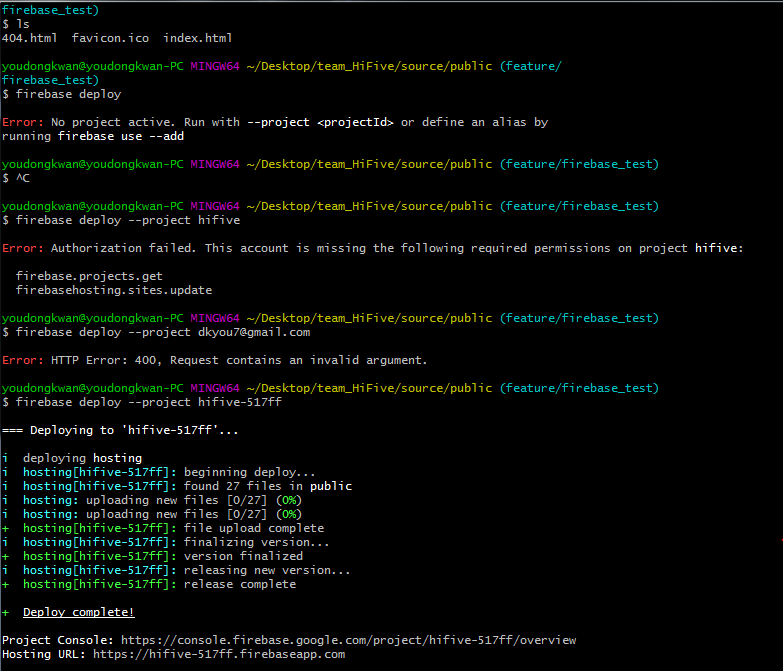 firebase_test)
$ ls
404.html  favicon.ico  index.html
youdongkwan@youdongkwan-PC MINGW64 ~/Desktop/team_HiFive/source/public (feature/
firebase_test)
$ firebase deploy
Error: No project active. Run with --project <projectId> or define an alias by
running firebase use --add
youdongkwan@youdongkwan-PC MINGW64 ~/Desktop/team_HiFive/source/public (feature/firebase_test)
$ ^C
youdongkwan@youdongkwan-PC MINGW64 ~/Desktop/team_HiFive/source/public (feature/firebase_test)
$ firebase deploy --project hifive
Error: Authorization failed. This account is missing the following required permissions on project hifive:
  firebase.projects.get
  firebasehosting.sites.update
youdongkwan@youdongkwan-PC MINGW64 ~/Desktop/team_HiFive/source/public (feature/firebase_test)
$ firebase deploy --project dkyou7@gmail.com
Error: HTTP Error: 400, Request contains an invalid argument.
youdongkwan@youdongkwan-PC MINGW64 ~/Desktop/team_HiFive/source/public (feature/firebase_test)
$ firebase deploy --project hifive-517ff
=== Deploying to 'hifive-517ff'...
i  deploying hosting
i  hosting[hifive-517ff]: beginning deploy...
i  hosting[hifive-517ff]: found 27 files in public
i  hosting: uploading new files [0/27] (0%)
i  hosting: uploading new files [0/27] (0%)
+  hosting[hifive-517ff]: file upload complete
i  hosting[hifive-517ff]: finalizing version...
+  hosting[hifive-517ff]: version finalized
i  hosting[hifive-517ff]: releasing new version...
+  hosting[hifive-517ff]: release complete
+  Deploy complete!
Project Console: https://console.firebase.google.com/project/hifive-517ff/overview
Hosting URL: https://hifive-517ff.firebaseapp.com